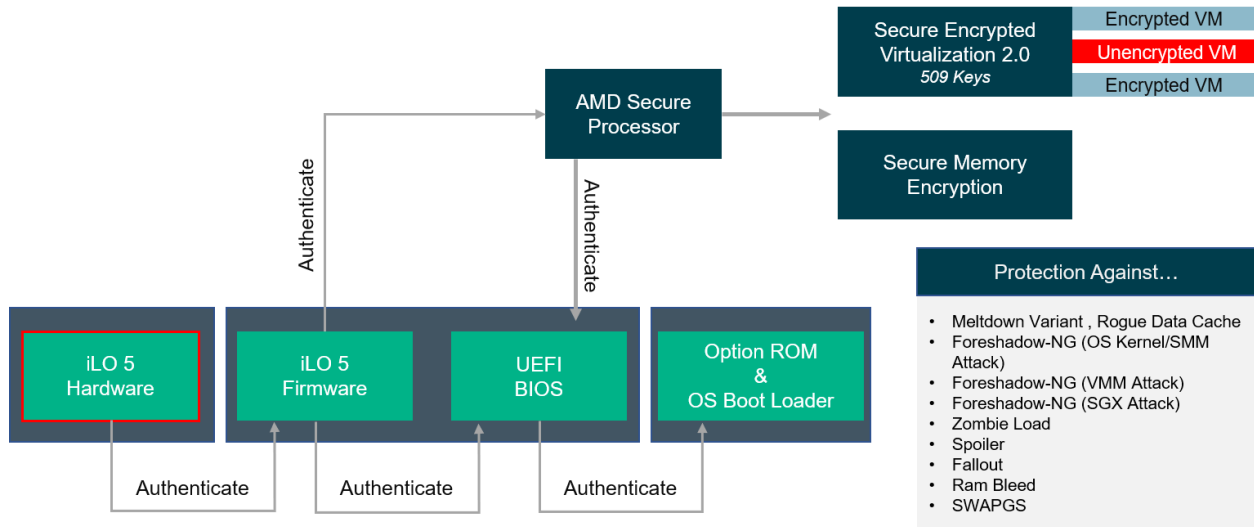 Secure Encrypted
Virtualization 2.0
509 Keys
Encrypted VM
Unencrypted VM
Encrypted VM
AMD Secure
Processor
Secure Memory
Encryption
Authenticate
Authenticate
Protection Against…
• Meltdown Variant , Rogue Data Cache
• Foreshadow-NG (OS Kernel/SMM
Attack)
• Foreshadow-NG (VMM Attack)
• Foreshadow-NG (SGX Attack)
• Zombie Load
• Spoiler
• Fallout
• Ram Bleed
• SWAPGS
iLO 5
Hardware
iLO 5
Firmware
UEFI
BIOS
Option ROM
&
OS Boot Loader
Authenticate
Authenticate
Authenticate